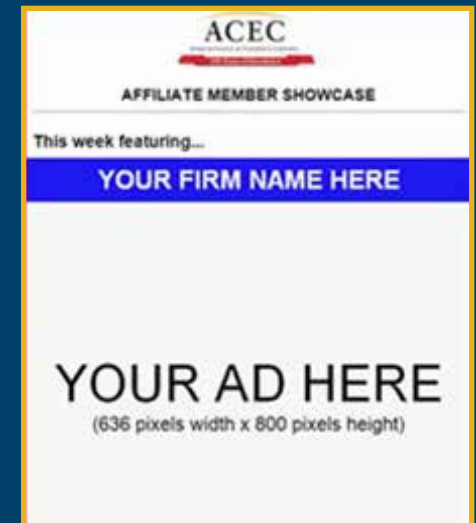 ACEC
AFFILIATE MEMBER SHOWCASE
This week featuring...
YOUR FIRM NAME HERE
YOUR AD HERE
(636 pixels width x 800 pixels height)